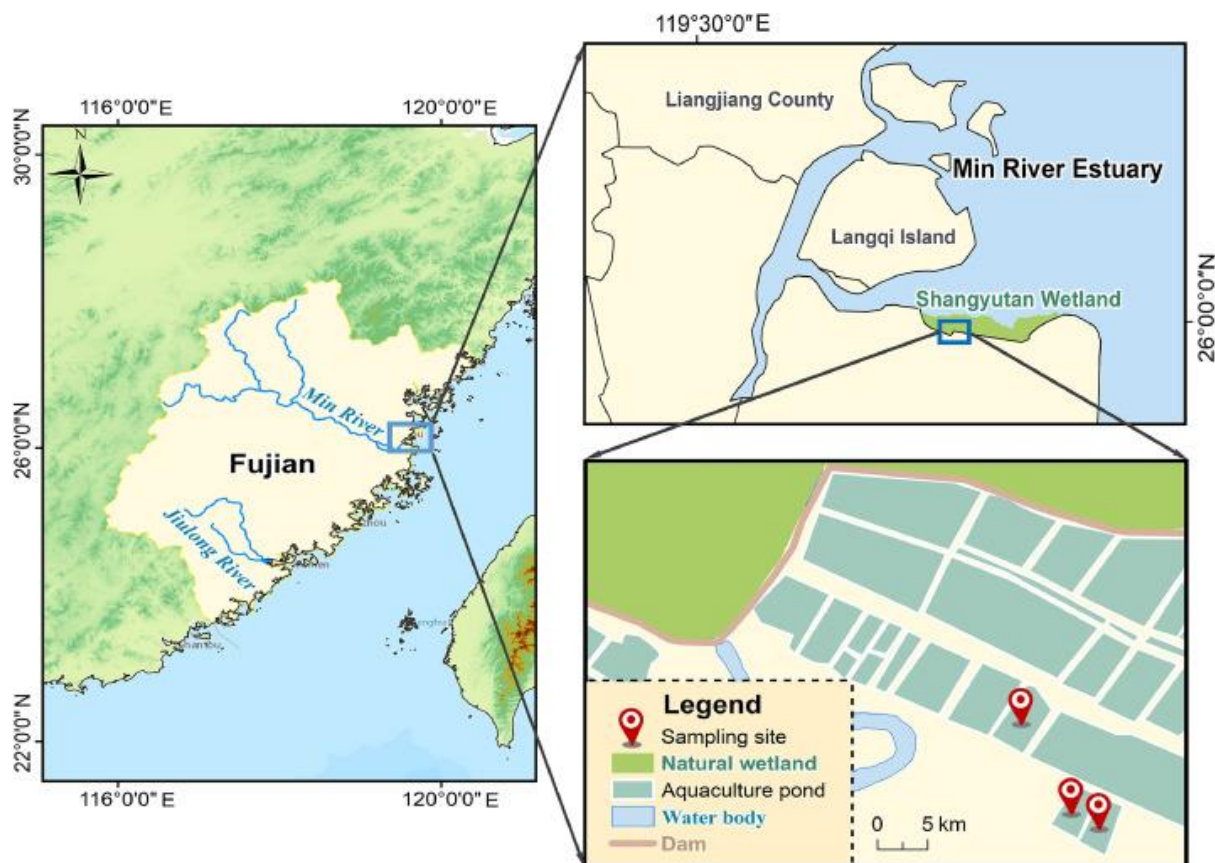 116°0'0"E
120°0'0"E
30°0'0"N
26°0'0"N
22°0'0"N
N
Min River
Fujian
Jiulong River
116°0'0"E
120°0'0"E
119°30'0"E
26°00'0"N
Liangjiang County
Min River Estuary
Langqi Island
Shangyutan Wetland
Legend
Sampling site
Natural wetland
Aquaculture pond
Water body
Dam
0 5 km